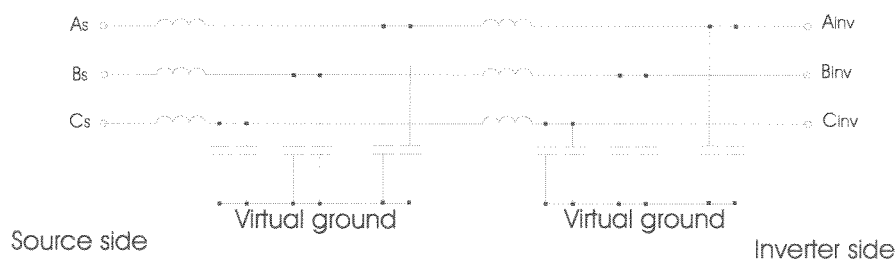 As Ainv
Bs Binv
Cs Cinv
Virtual ground Virtual ground
Source side
Inverter side